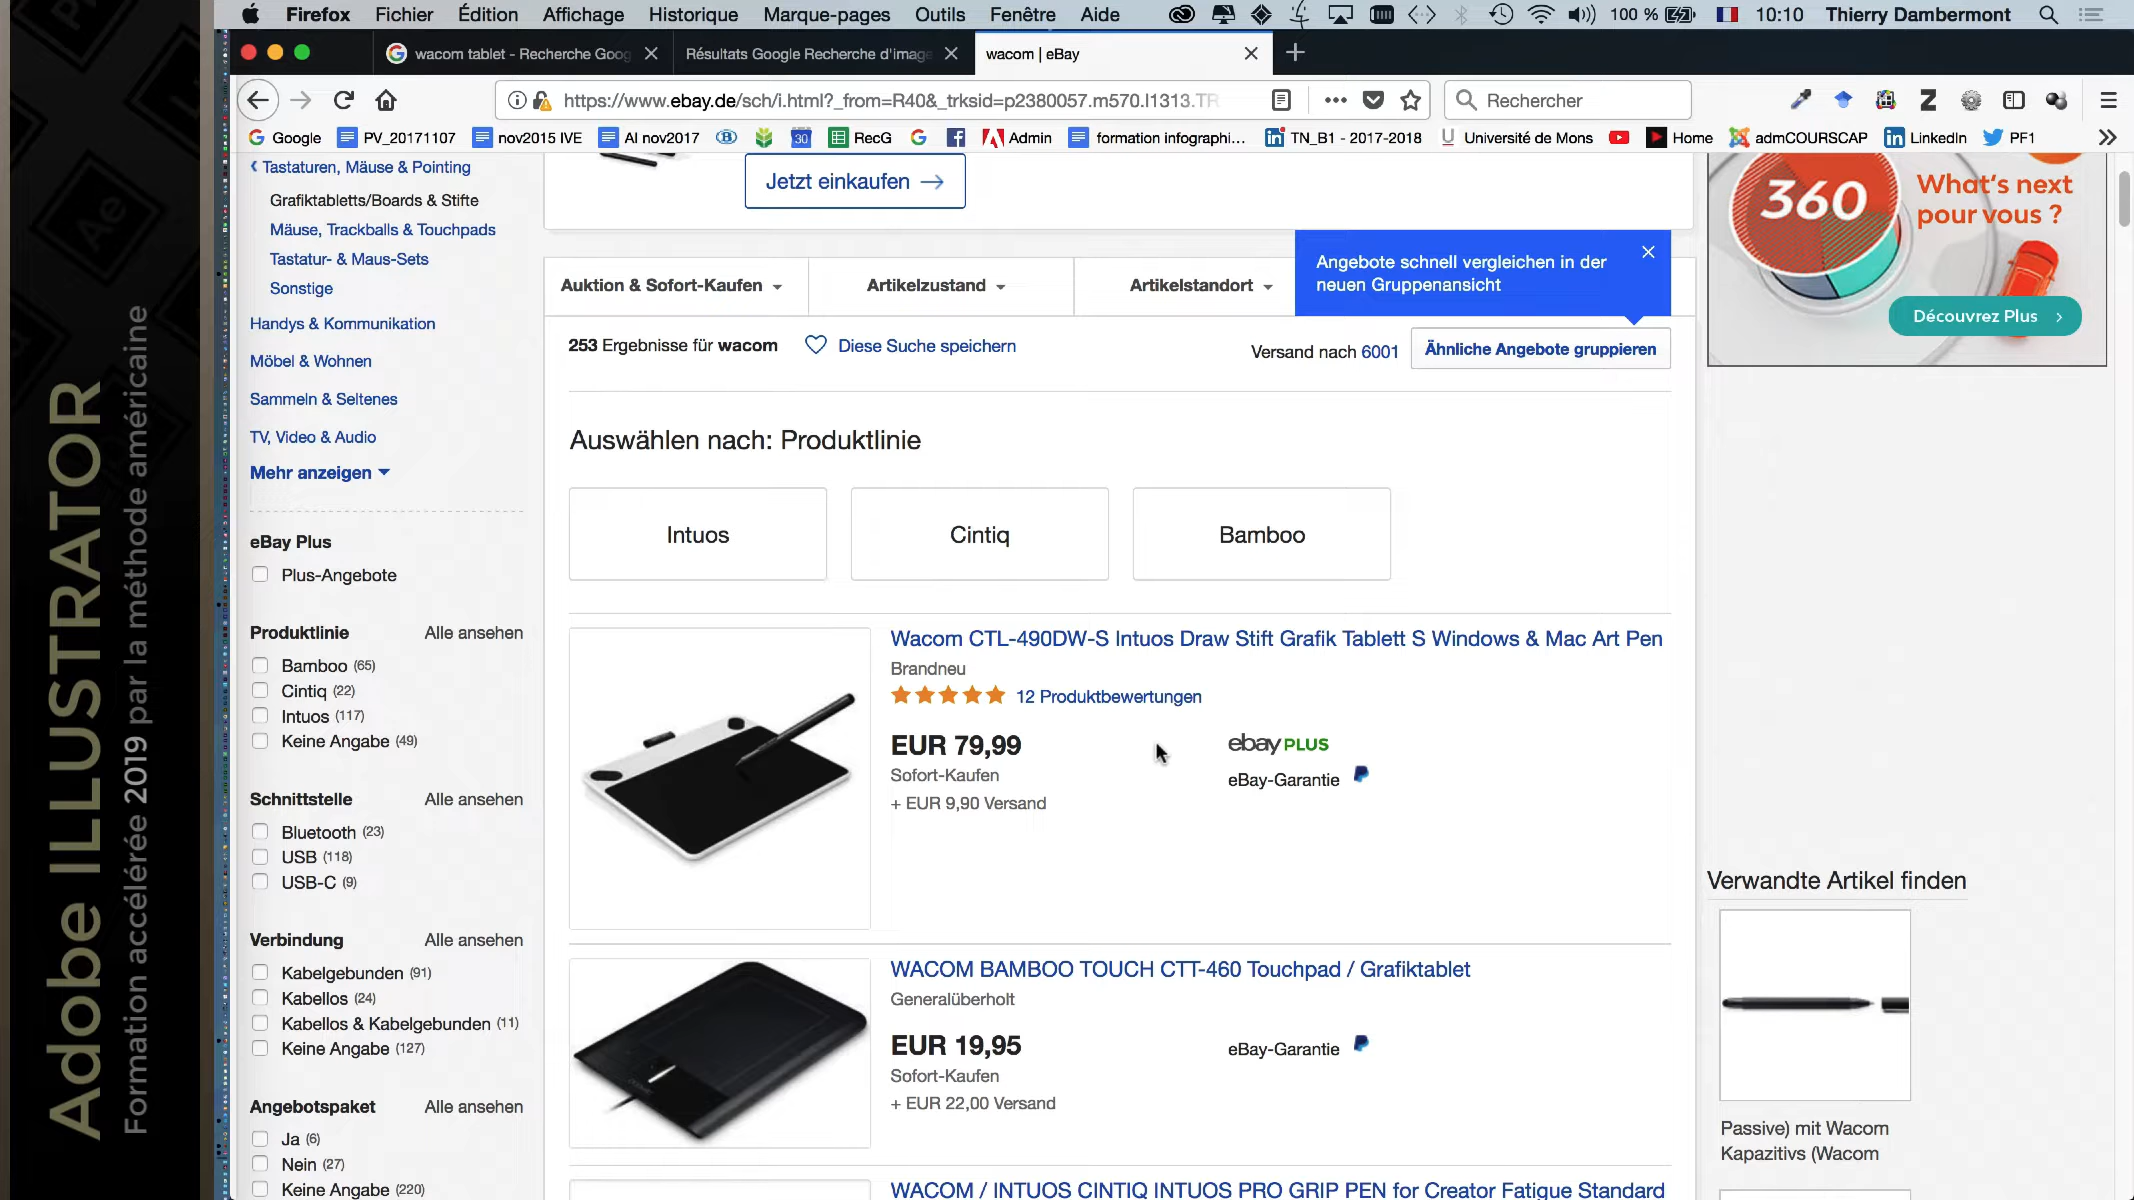 Adobe ILLUSTRATOR
Formation accélérée 2019 par la méthode américaine
Firefox Fichier Édition Affichage Historique Marque-pages Outils Fenêtre Aide 100 % 10:10 Thierry Dambermont
wacom tablet - Recherche Goog
Résultats Google Recherche d'image
wacom | eBay
https://www.ebay.de/sch/i.html?_from=R40&_trksid=p2380057.m570.l1313.TR
Rechercher
Google PV_20171107 nov2015 IVE AI nov2017 30 RecG Admin formation infographi... TN_B1 - 2017-2018 Université de Mons Home admCOURSCAP LinkedIn PF1
Tastaturen, Mäuse & Pointing
Grafiktabletts/Boards & Stifte
Mäuse, Trackballs & Touchpads
Tastatur- & Maus-Sets
Sonstige
Handys & Kommunikation
Möbel & Wohnen
Sammeln & Seltenes
TV, Video & Audio
Mehr anzeigen
eBay Plus
Plus-Angebote
Produktlinie Alle ansehen
Bamboo (65)
Cintiq (22)
Intuos (117)
Keine Angabe (49)
Schnittstelle Alle ansehen
Bluetooth (23)
USB (118)
USB-C (9)
Verbindung Alle ansehen
Kabelgebunden (91)
Kabellos (24)
Kabellos & Kabelgebunden (11)
Keine Angabe (127)
Angebotspaket Alle ansehen
Ja (6)
Nein (27)
Keine Angabe (220)
Jetzt einkaufen →
Auktion & Sofort-Kaufen
Artikelzustand
Artikelstandort
Angebote schnell vergleichen in der
neuen Gruppenansicht
253 Ergebnisse für wacom
Diese Suche speichern
Versand nach 6001
Ähnliche Angebote gruppieren
Auswählen nach: Produktlinie
Intuos
Cintiq
Bamboo
Wacom CTL-490DW-S Intuos Draw Stift Grafik Tablett S Windows & Mac Art Pen
Brandneu
12 Produktbewertungen
EUR 79,99
Sofort-Kaufen
+ EUR 9,90 Versand
ebay PLUS
eBay-Garantie
WACOM BAMBOO TOUCH CTT-460 Touchpad / Grafiktablet
Generalüberholt
EUR 19,95
Sofort-Kaufen
+ EUR 22,00 Versand
eBay-Garantie
WACOM / INTUOS CINTIQ INTUOS PRO GRIP PEN for Creator Fatigue Standard
360
What's next
pour vous ?
Découvrez Plus
Verwandte Artikel finden
Passive) mit Wacom
Kapazitivs (Wacom